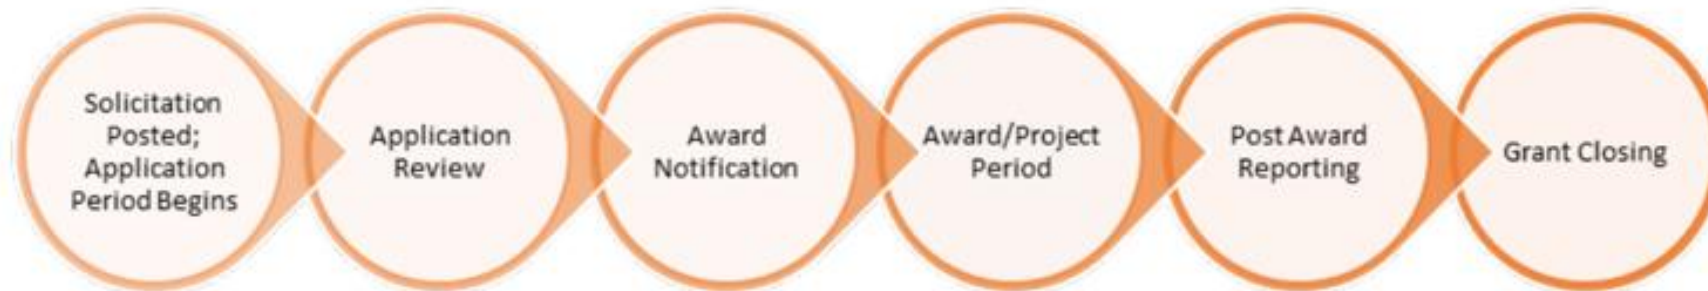 Solicitation
Posted;
Application
Period Begins
Application
Review
Award
Notification
Award/Project
Period
Post Award
Reporting
Grant Closing